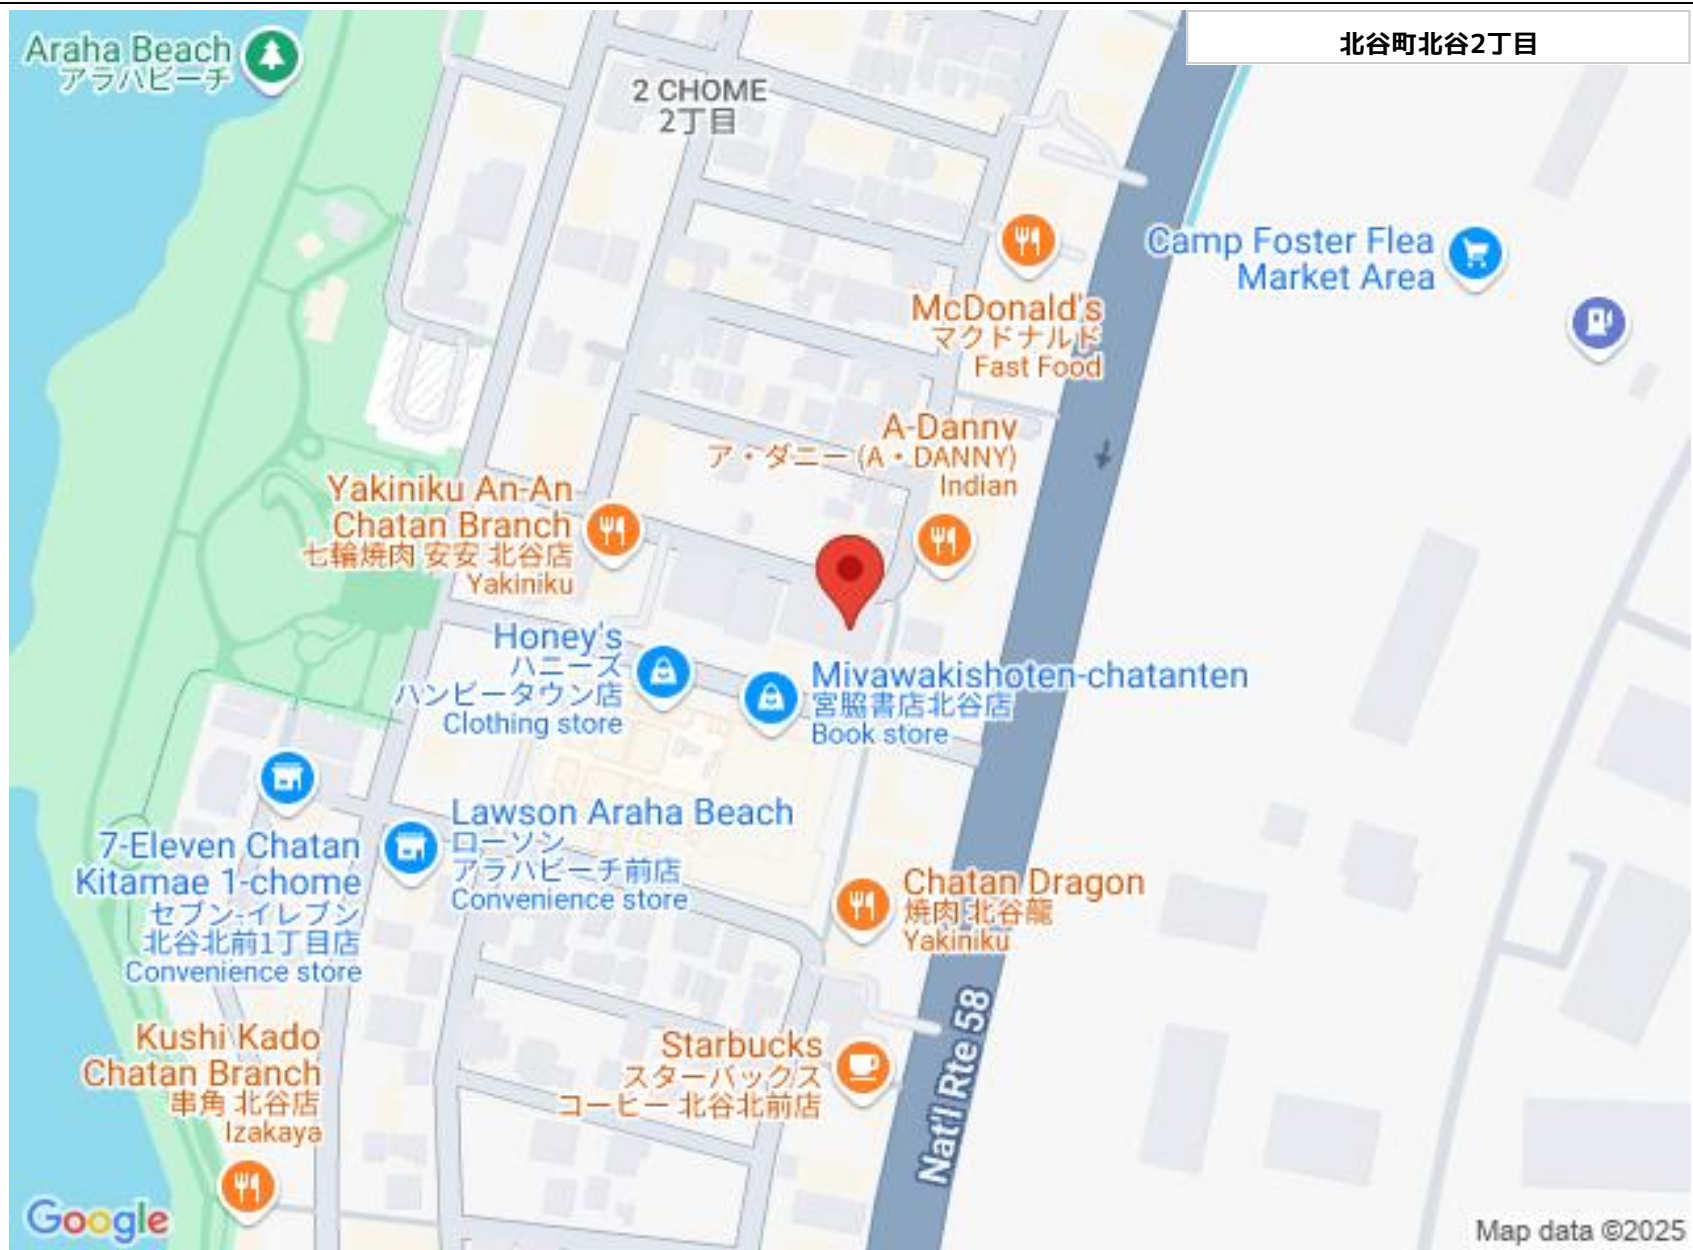 北谷町北谷2丁目
Araha Beach
アラハビーチ
2 CHOME
2丁目
Camp Foster Flea
Market Area
McDonald's
マクドナルド
Fast Food
A-Danny
ア・ダニー (A・DANNY)
Indian
Yakiniku An-An
Chatan Branch
七輪焼肉 安安 北谷店
Yakiniku
Honey's
ハニーズ
ハンビータウン店
Clothing store
Miyawakishoten-chatanten
宮脇書店北谷店
Book store
7-Eleven Chatan
Kitamae 1-chome
セブン-イレブン
北谷北前1丁目店
Convenience store
Lawson Araha Beach
ローソン
アラハビーチ前店
Convenience store
Chatan Dragon
焼肉 北谷龍
Yakiniku
Kushi Kado
Chatan Branch
串角 北谷店
Izakaya
Starbucks
スターバックス
コーヒー 北谷北前店
Nat'l Rte 58
Google
Map data ©2025